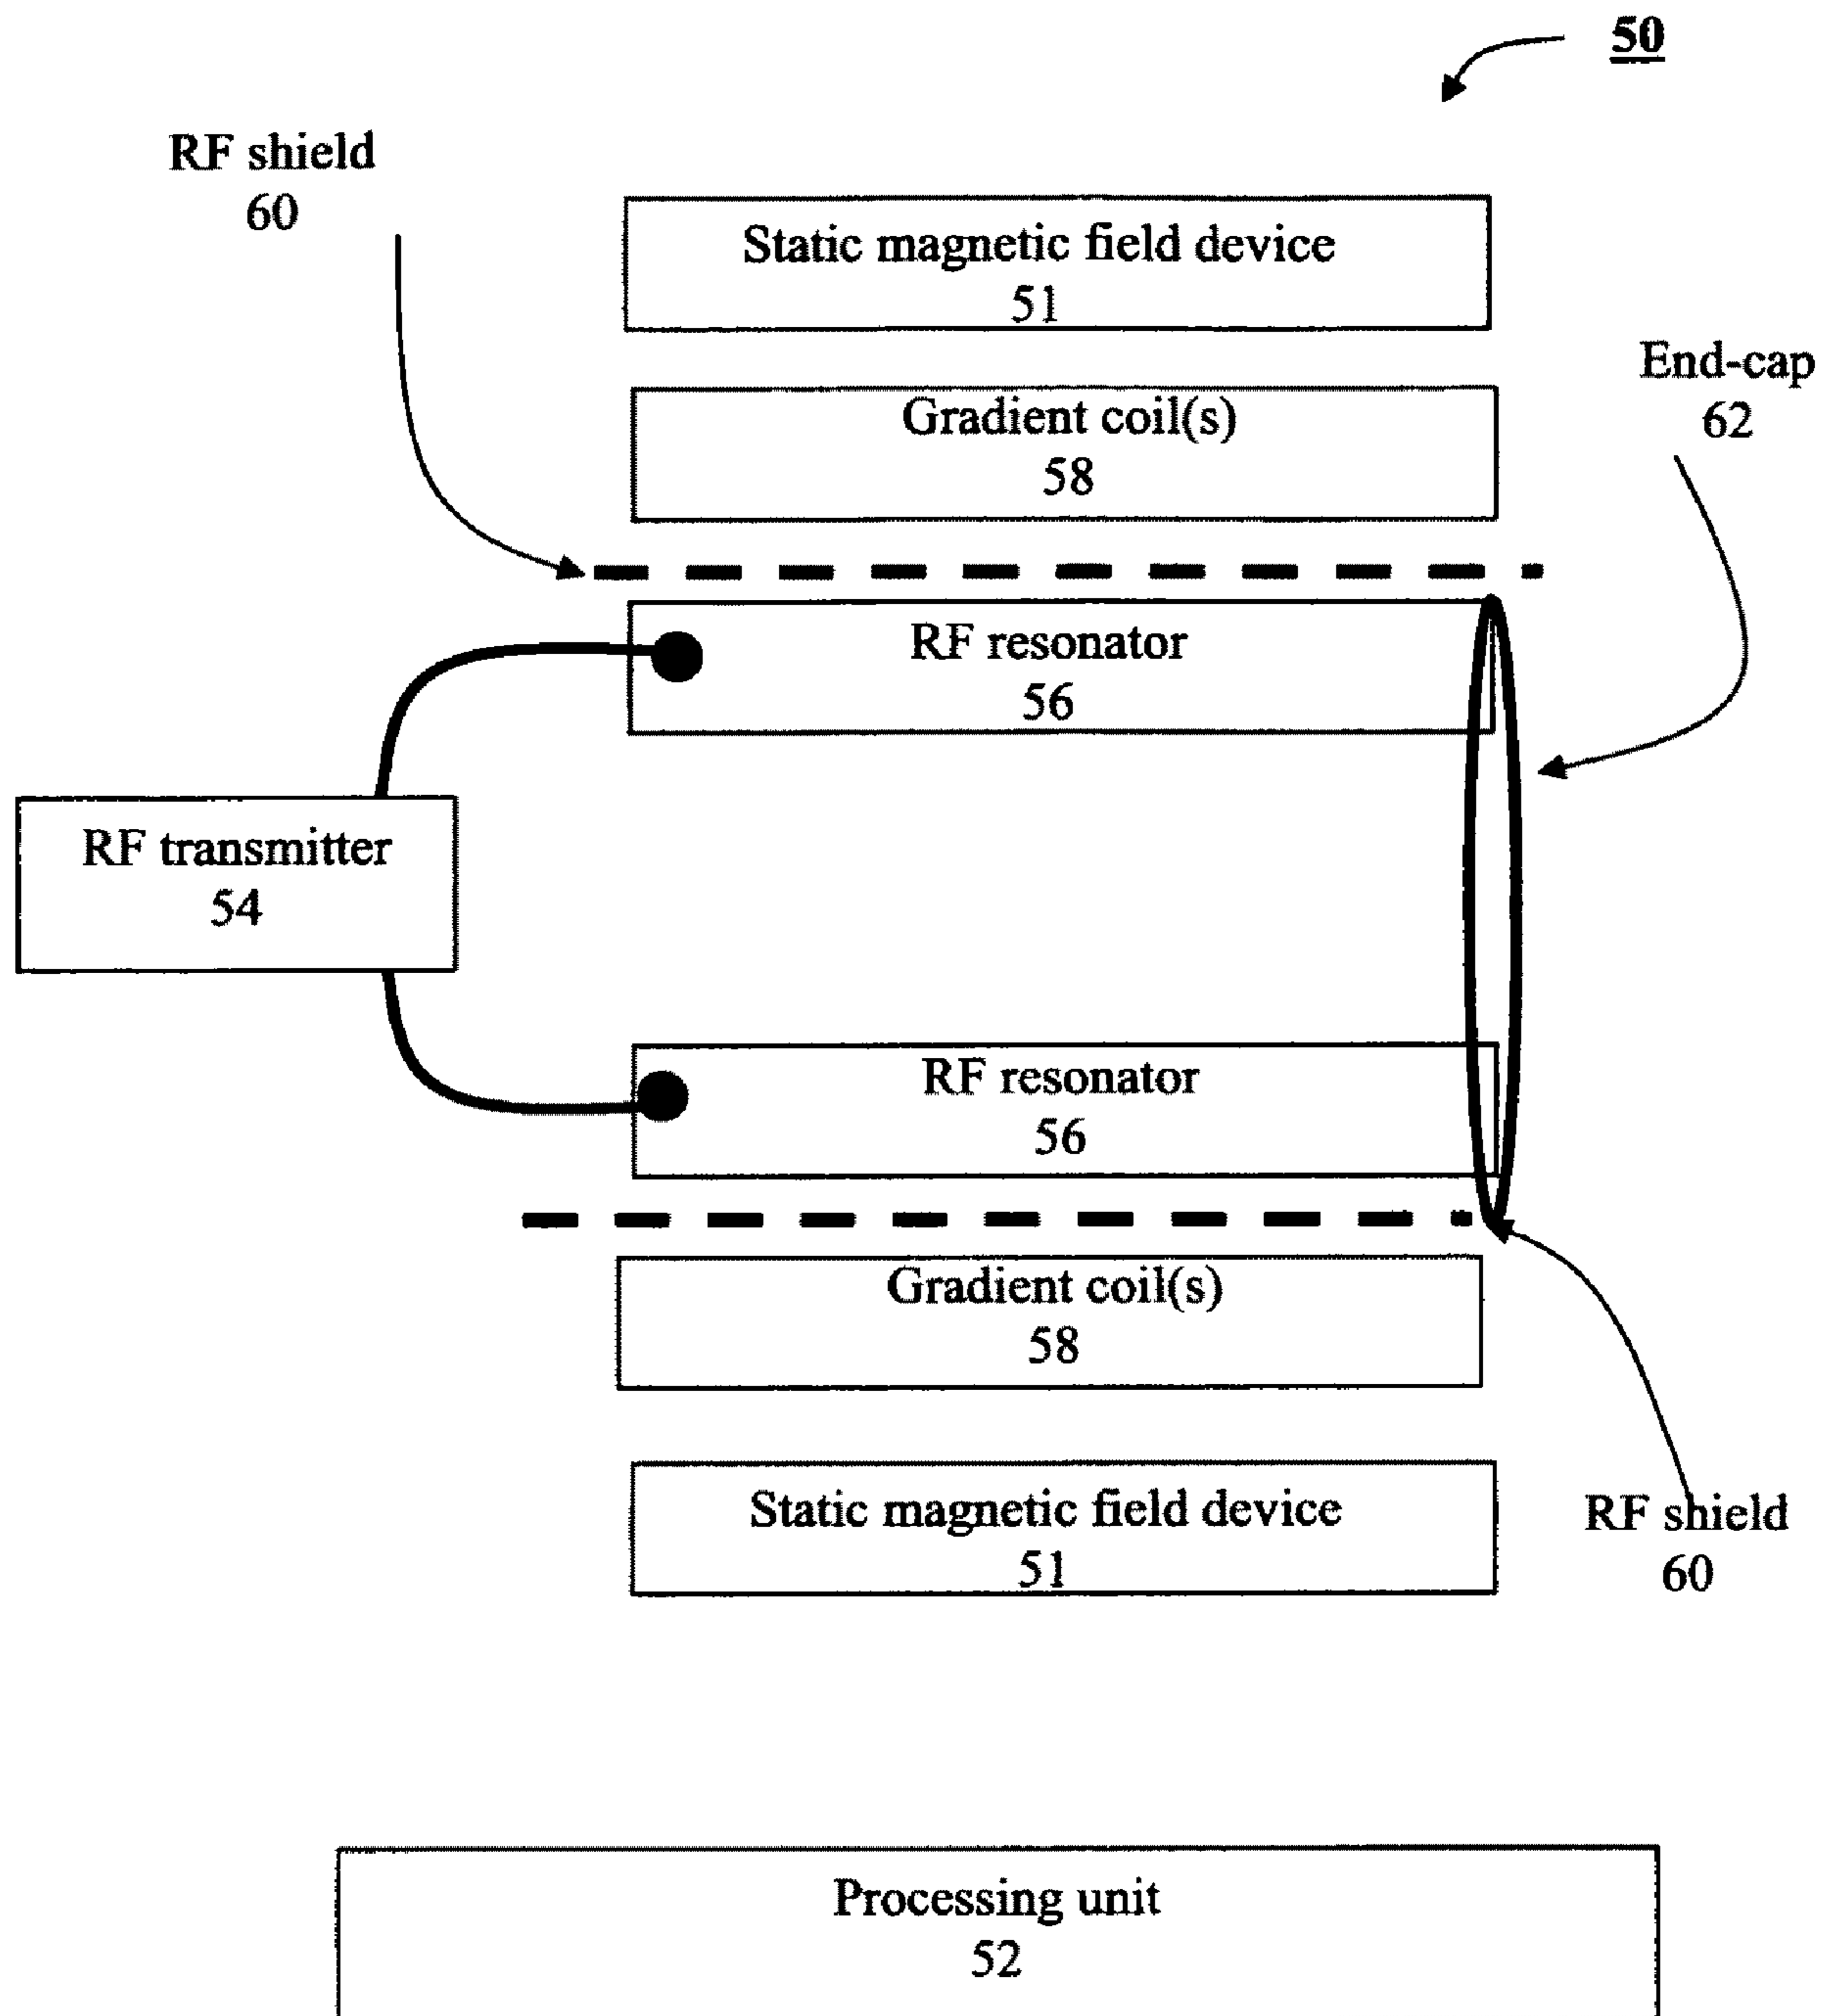 50
RF shield
60
Static magnetic field device
51
End-cap
62
Gradient coil(s)
58
RF resonator
56
RF transmitter
54
RF resonator
56
Gradient coil(s)
58
Static magnetic field device
51
RF shield
60
Processing unit
52